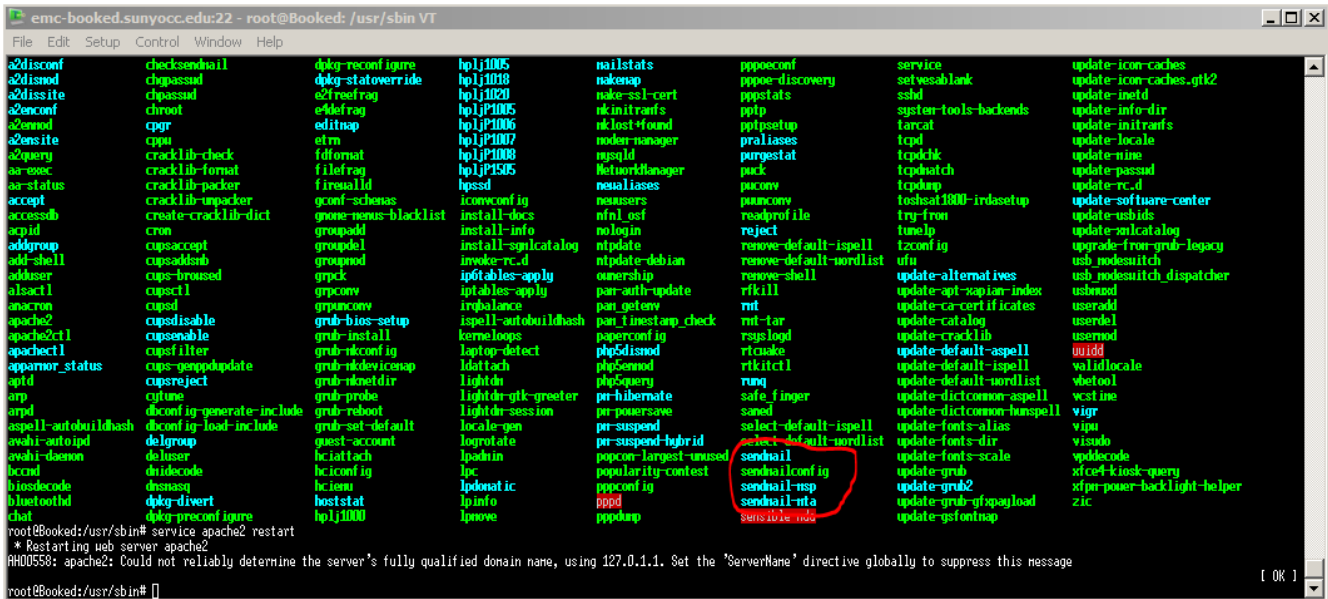 emc-booked.sunyocc.edu:22 - root@Booked: /usr/sbin VT
File Edit Setup Control Window Help
a2disconf checksendmail dpkg-reconfigure hplj1005 mailstats pppoeconf service update-icon-caches
a2dismod chgpasswd dpkg-statoverride hplj1018 makemap pppoe-discovery setvesablank update-icon-caches.gtk2
a2dissite chpasswd e2freefrag hplj1020 make-ssl-cert pppstats sshd update-inetd
a2enconf chroot e4defrag hpljP1005 mkinitramfs pptp system-tools-backends update-info-dir
a2enmod cpgr editmap hpljP1006 mklost+found pptpsetup tarcat update-initramfs
a2ensite cppw etrn hpljP1007 modem-manager praliases tcpd update-locale
a2query cracklib-check fdformat hpljP1008 mysqld purgestat tcpdchk update-mime
aa-exec cracklib-format filefrag hpljP1505 NetworkManager pwck tcpdmatch update-passwd
aa-status cracklib-packer firewalld hpssd newaliases pwconv tcpdump update-rc.d
accept cracklib-unpacker gconf-schemas iconvconfig newusers pwunconv toshsat1800-irdasetup update-software-center
accessdb create-cracklib-dict gnome-menus-blacklist install-docs nfnl_osf readprofile try-from update-usbids
acpid cron groupadd install-info nologin reject tunelp update-xmlcatalog
addgroup cupsaccept groupdel install-sgmlcatalog ntpdate remove-default-ispell tzconfig upgrade-from-grub-legacy
add-shell cupsaddsmb groupmod invoke-rc.d ntpdate-debian remove-default-wordlist ufw usb_modeswitch
adduser cups-browsed grpck ip6tables-apply ownership remove-shell update-alternatives usb_modeswitch_dispatcher
alsactl cupsctl grpconv iptables-apply pam-auth-update rfkill update-apt-xapian-index usbmuxd
anacron cupsd grpunconv irqbalance pam_getenv rmt update-ca-certificates useradd
apache2 cupsdisable grub-bios-setup ispell-autobuildhash pam_timestamp_check rmt-tar update-catalog userdel
apache2ctl cupsenable grub-install kerneloops paperconfig rsyslogd update-cracklib usermod
apachectl cupsfilter grub-mkconfig laptop-detect php5dismod rtcwake update-default-aspell uuidd
apparmor_status cups-genppdupdate grub-mkdevicemap ldattach php5enmod rtkitctl update-default-ispell validlocale
aptd cupsreject grub-mknetdir lightdm php5query runq update-default-wordlist vbetool
arp cytune grub-probe lightdm-gtk-greeter pm-hibernate safe_finger update-dictcommon-aspell vcstime
arpd dbconfig-generate-include grub-reboot lightdm-session pm-powersave saned update-dictcommon-hunspell vigr
aspell-autobuildhash dbconfig-load-include grub-set-default locale-gen pm-suspend select-default-ispell update-fonts-alias vipw
avahi-autoipd delgroup guest-account logrotate pm-suspend-hybrid select-default-wordlist update-fonts-dir visudo
avahi-daemon deluser hciattach lpadmin popcon-largest-unused sendmail update-fonts-scale vpddecode
bccmd dmidecode hciconfig lpc popularity-contest sendmailconfig update-grub xfce4-kiosk-query
biosdecode dnsmasq hciemu lpdomatic pppconfig sendmail-msp update-grub2 xfpm-power-backlight-helper
bluetoothd dpkg-divert hoststat lpinfo pppd sendmail-mta update-grub-gfxpayload zic
chat dpkg-preconfigure hplj1000 lpmove pppdump sensible-mda update-gsfontmap
root@Booked:/usr/sbin# service apache2 restart
* Restarting web server apache2
AH00558: apache2: Could not reliably determine the server's fully qualified domain name, using 127.0.1.1. Set the 'ServerName' directive globally to suppress this message
[ OK ]
root@Booked:/usr/sbin#